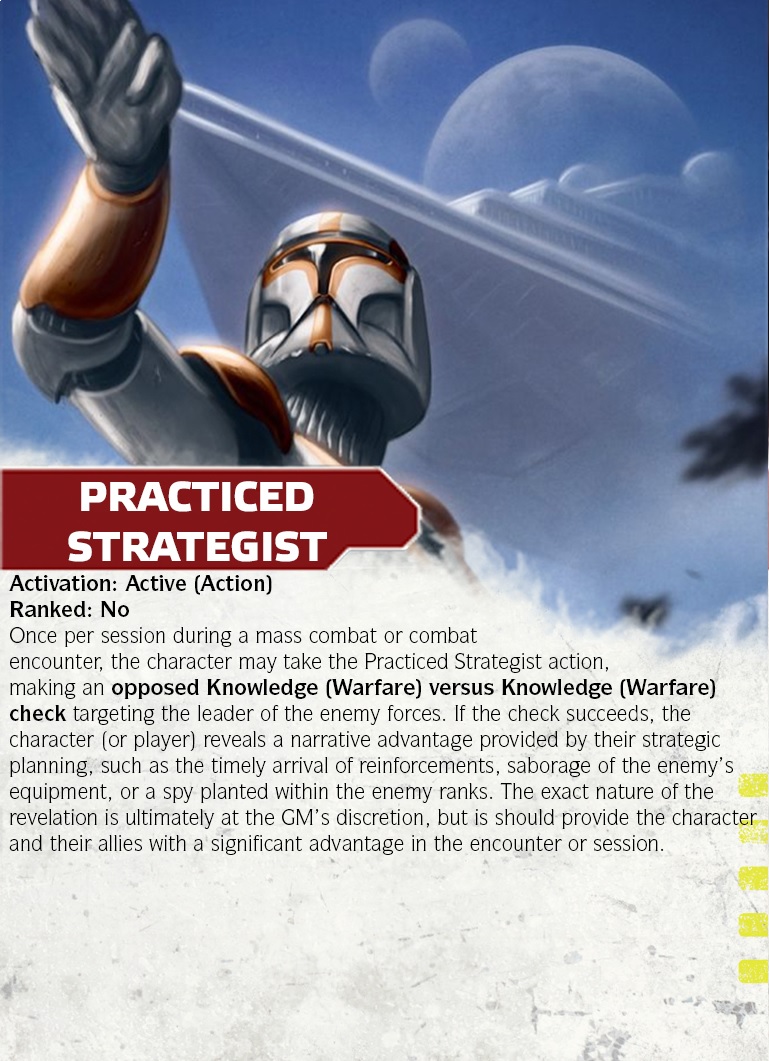 PRACTICED
STRATEGIST
Activation: Active (Action)
Ranked: No
Once per session during a mass combat or combat
encounter, the character may take the Practiced Strategist action,
making an opposed Knowledge (Warfare) versus Knowledge (Warfare)
check targeting the leader of the enemy forces. If the check succeeds, the
character (or player) reveals a narrative advantage provided by their strategic
planning, such as the timely arrival of reinforcements, saborage of the enemy's
equipment, or a spy planted within the enemy ranks. The exact nature of the
revelation is ultimately at the GM's discretion, but is should provide the character
and their allies with a significant advantage in the encounter or session.